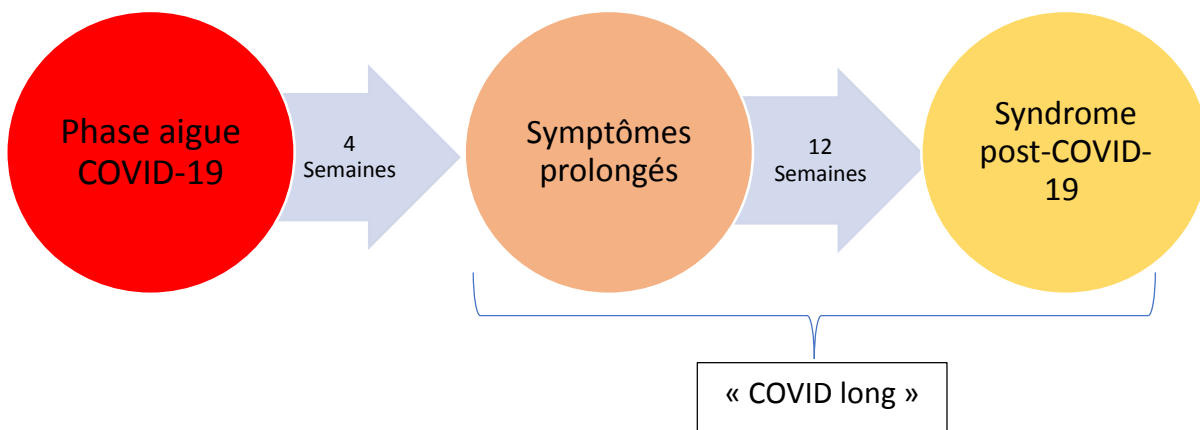 Phase aigue
COVID-19
4
Semaines
Symptômes
prolongés
12
Semaines
Syndrome
post-COVID-
19
« COVID long »